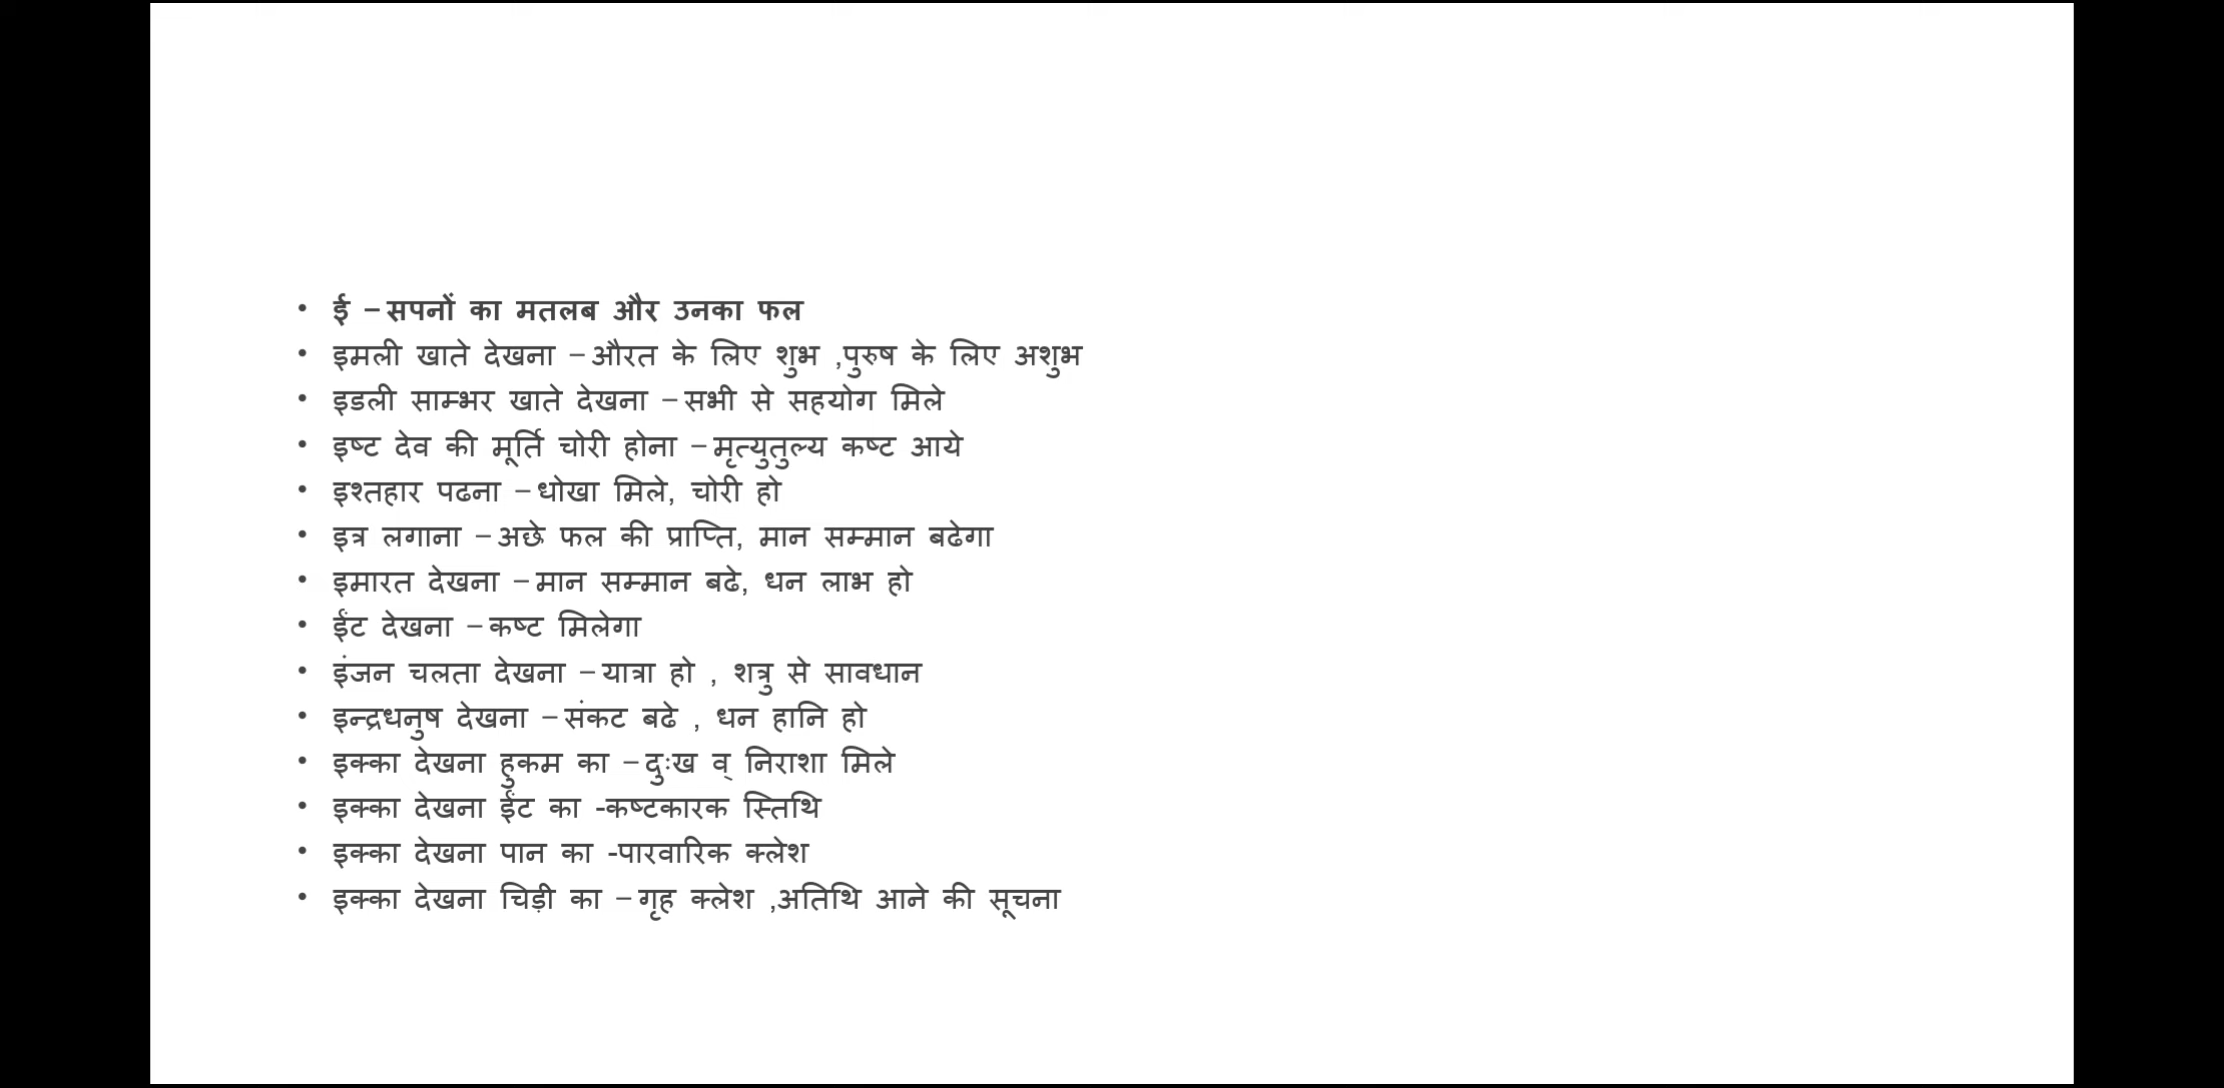 • ई – सपनों का मतलब और उनका फल
• इमली खाते देखना – औरत के लिए शुभ ,पुरुष के लिए अशुभ
• इडली साम्भर खाते देखना – सभी से सहयोग मिले
• इष्ट देव की मूर्ति चोरी होना – मृत्युतुल्य कष्ट आये
• इश्तहार पढना – धोखा मिले, चोरी हो
• इत्र लगाना – अछे फल की प्राप्ति, मान सम्मान बढेगा
• इमारत देखना – मान सम्मान बढे, धन लाभ हो
• ईंट देखना – कष्ट मिलेगा
• इंजन चलता देखना – यात्रा हो , शत्रु से सावधान
• इन्द्रधनुष देखना – संकट बढे , धन हानि हो
• इक्का देखना हुकम का – दुःख व् निराशा मिले
• इक्का देखना ईंट का -कष्टकारक स्तिथि
• इक्का देखना पान का -पारवारिक क्लेश
• इक्का देखना चिड़ी का – गृह क्लेश ,अतिथि आने की सूचना